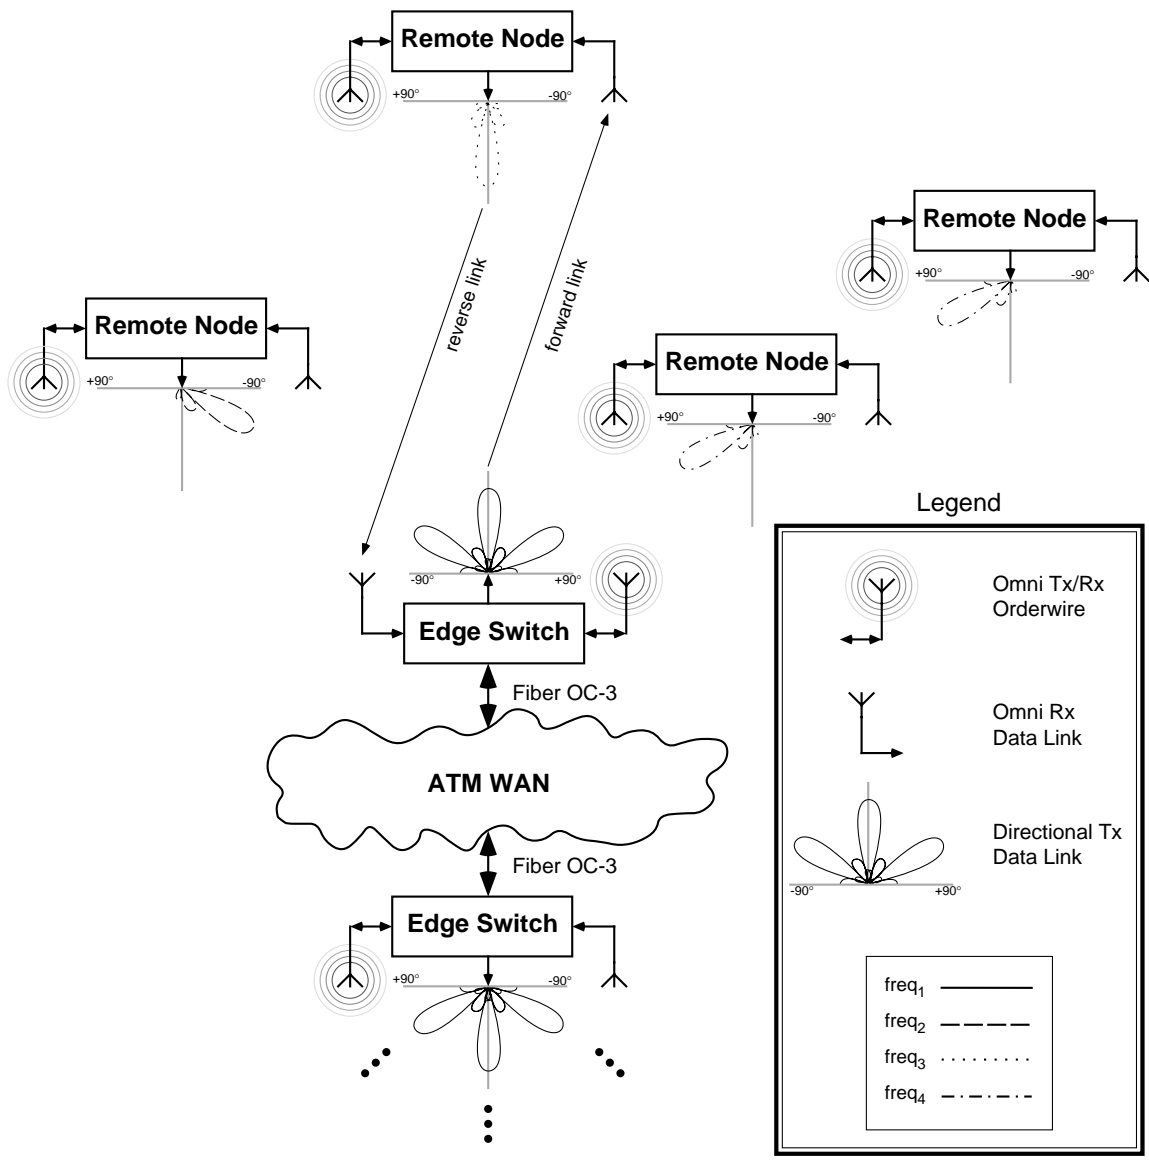 Remote Node
+90°
-90°
Remote Node
+90°
-90°
reverse link
forward link
Remote Node
+90°
-90°
Remote Node
+90°
-90°
-90°
+90°
Edge Switch
Fiber OC-3
ATM WAN
Fiber OC-3
Edge Switch
+90°
-90°
Legend
Omni Tx/Rx
Orderwire
Omni Rx
Data Link
Directional Tx
Data Link
-90°
+90°
freq1
freq2
freq3
freq4